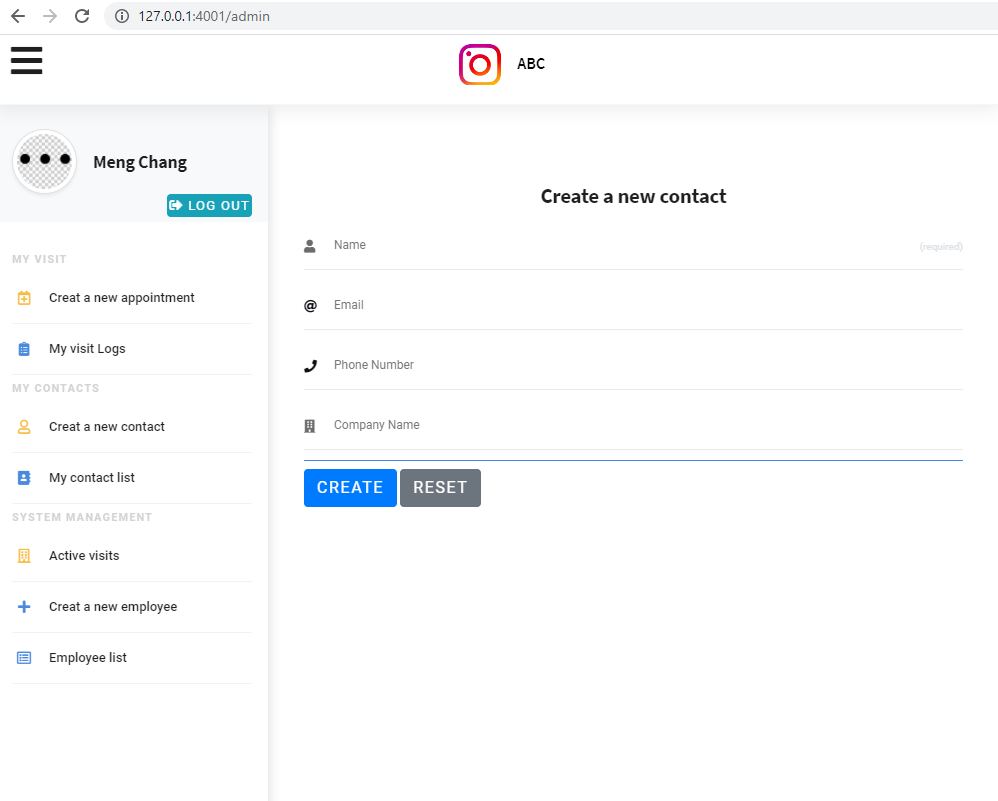 127.0.0.1:4001/admin
ABC
Meng Chang
LOG OUT
MY VISIT
Creat a new appointment
My visit Logs
MY CONTACTS
Creat a new contact
My contact list
SYSTEM MANAGEMENT
Active visits
Creat a new employee
Employee list
Create a new contact
Name (required)
@ Email
Phone Number
Company Name
CREATE RESET